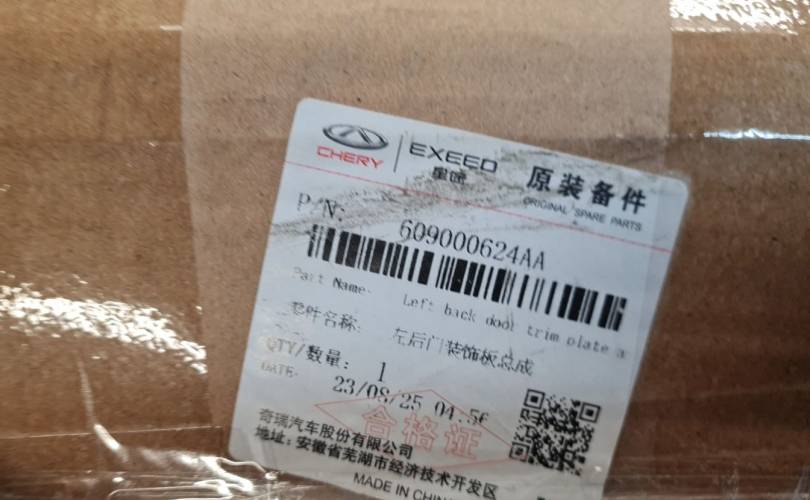 CHERY EXEED 星途 原装备件
ORIGINAL SPARE PARTS
P/N: 609000624AA
Part Name: Left back door trim plate a
套件名称: 左后门装饰板总成
QTY/数量: 1
DATE: 23/08/25 04:56
合格证
奇瑞汽车股份有限公司
地址:安徽省芜湖市经济技术开发区
MADE IN CHINA